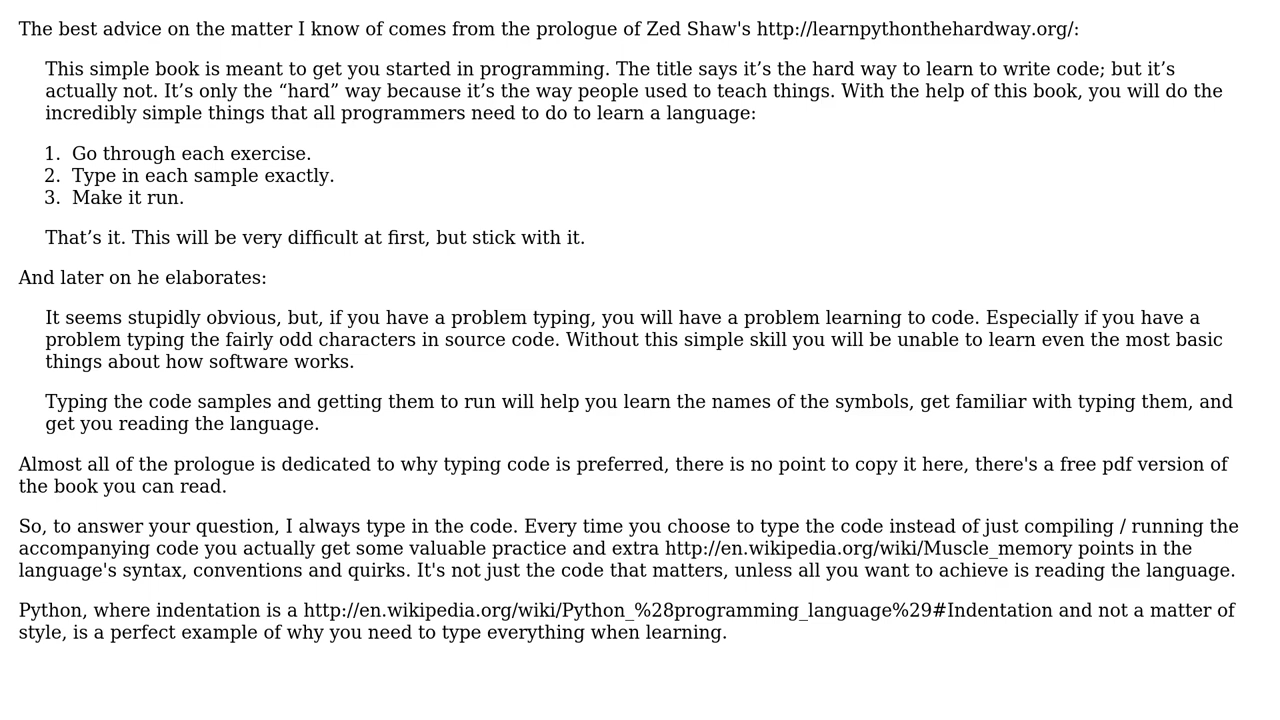 The best advice on the matter I know of comes from the prologue of Zed Shaw's http://learnpythonthehardway.org/:
This simple book is meant to get you started in programming. The title says it’s the hard way to learn to write code; but it’s
actually not. It’s only the “hard” way because it’s the way people used to teach things. With the help of this book, you will do the
incredibly simple things that all programmers need to do to learn a language:
1. Go through each exercise.
2. Type in each sample exactly.
3. Make it run.
That’s it. This will be very difficult at first, but stick with it.
And later on he elaborates:
It seems stupidly obvious, but, if you have a problem typing, you will have a problem learning to code. Especially if you have a
problem typing the fairly odd characters in source code. Without this simple skill you will be unable to learn even the most basic
things about how software works.
Typing the code samples and getting them to run will help you learn the names of the symbols, get familiar with typing them, and
get you reading the language.
Almost all of the prologue is dedicated to why typing code is preferred, there is no point to copy it here, there's a free pdf version of
the book you can read.
So, to answer your question, I always type in the code. Every time you choose to type the code instead of just compiling / running the
accompanying code you actually get some valuable practice and extra http://en.wikipedia.org/wiki/Muscle_memory points in the
language's syntax, conventions and quirks. It's not just the code that matters, unless all you want to achieve is reading the language.
Python, where indentation is a http://en.wikipedia.org/wiki/Python_%28programming_language%29#Indentation and not a matter of
style, is a perfect example of why you need to type everything when learning.